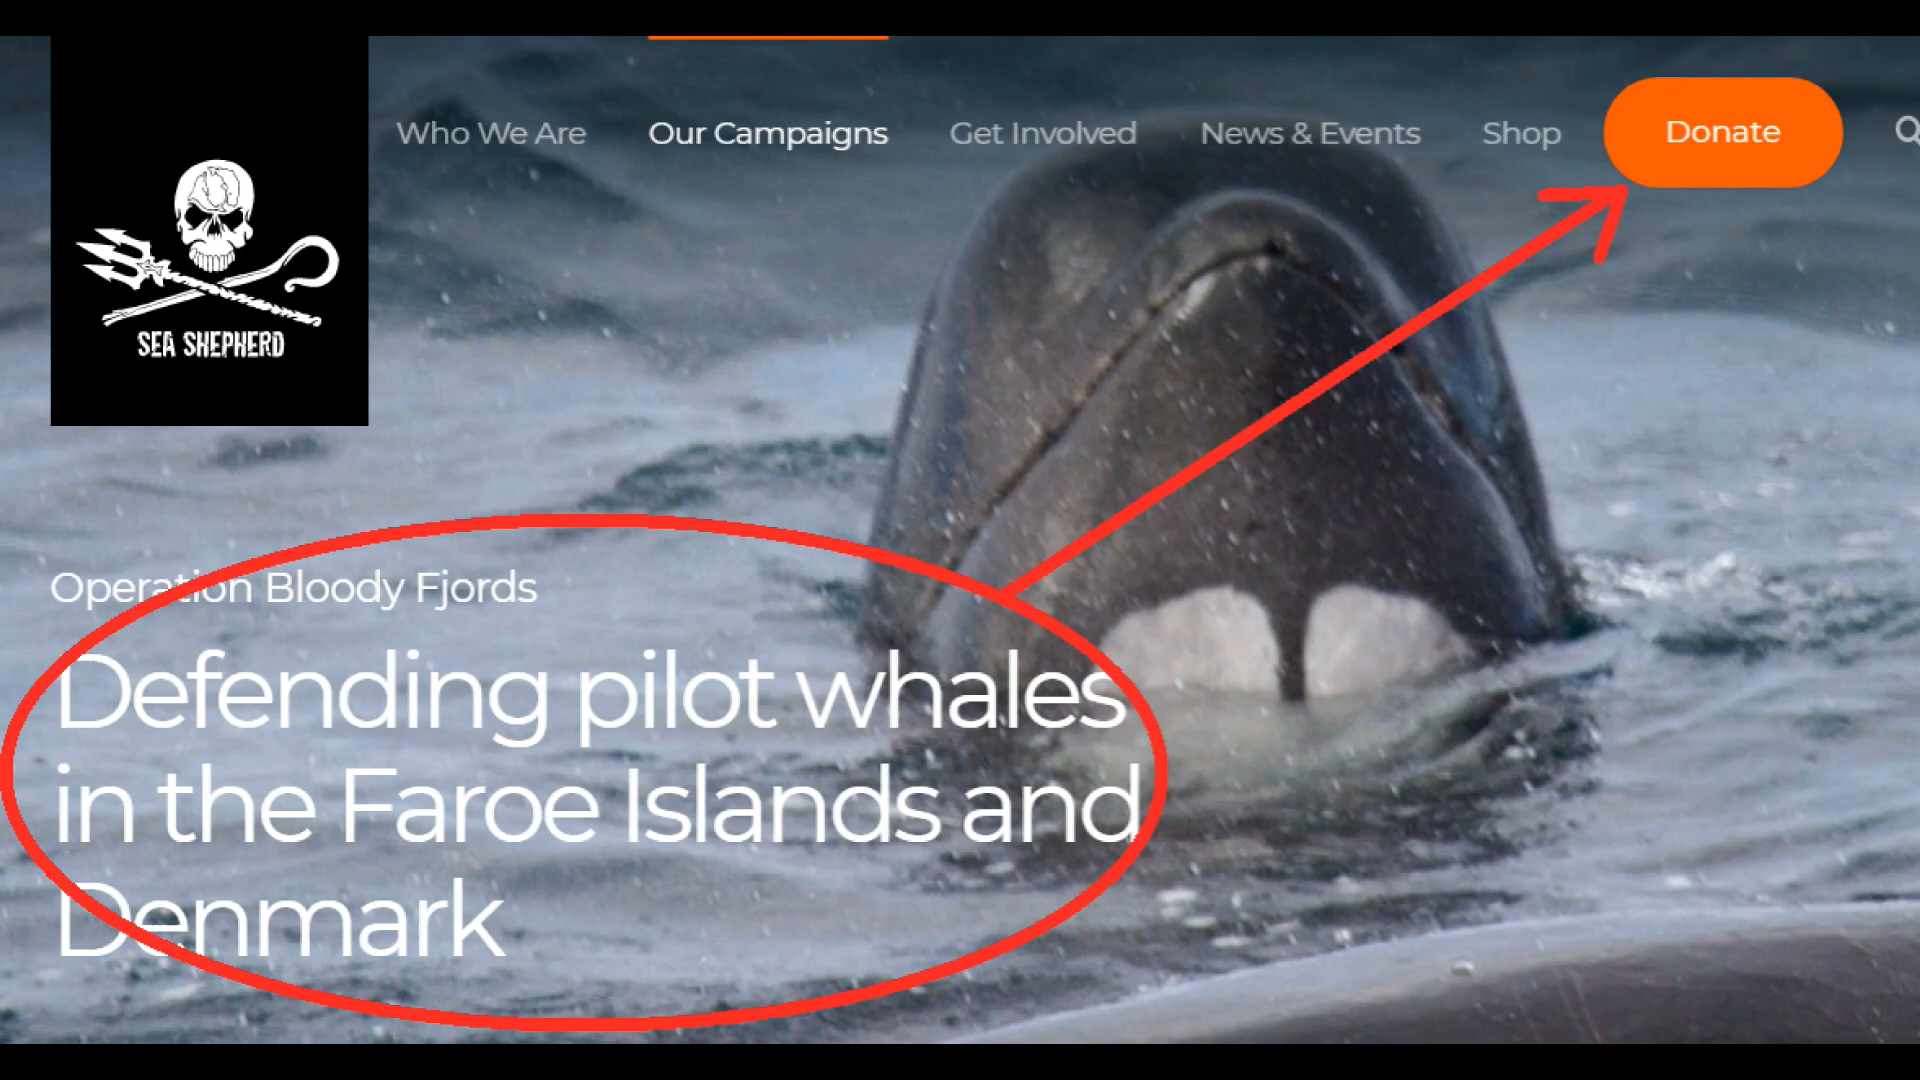 Who We Are Our Campaigns Get Involved News & Events Shop Donate
SEA SHEPHERD
Operation Bloody Fjords
Defending pilot whales
in the Faroe Islands and
Denmark